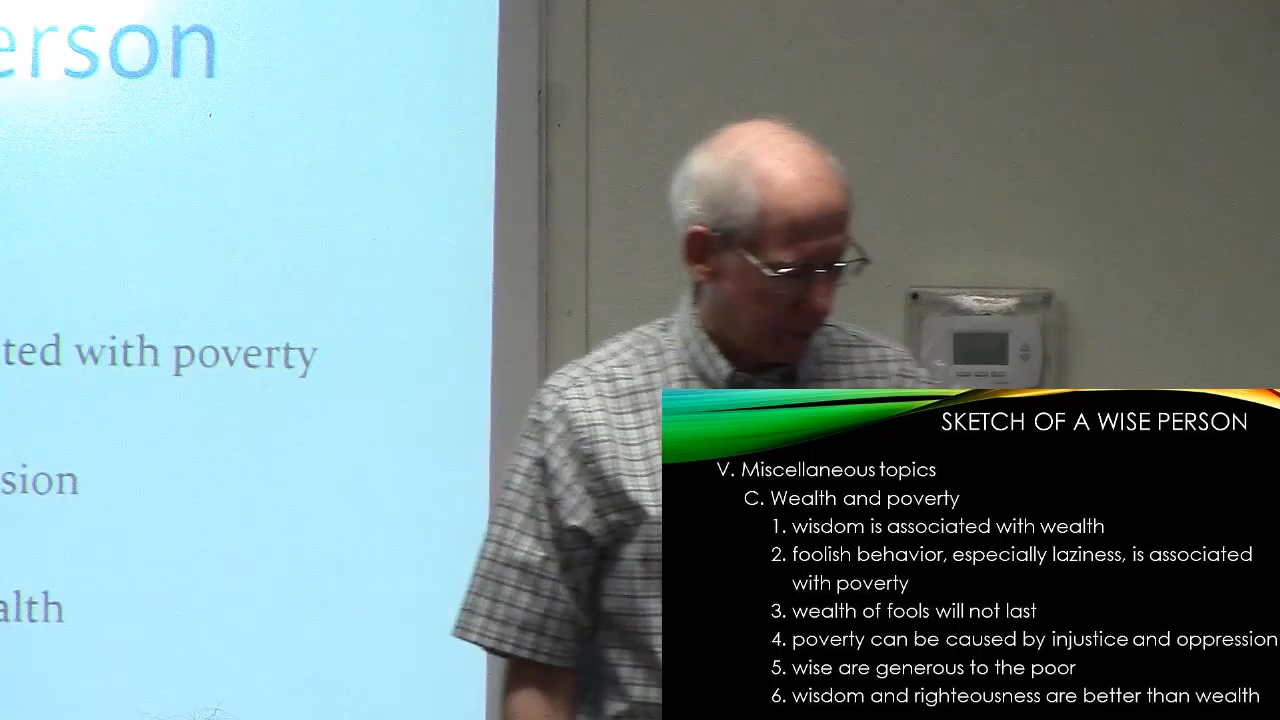 erson
ted with poverty
sion
alth
SKETCH OF A WISE PERSON
V. Miscellaneous topics
C. Wealth and poverty
1. wisdom is associated with wealth
2. foolish behavior, especially laziness, is associated
with poverty
3. wealth of fools will not last
4. poverty can be caused by injustice and oppression
5. wise are generous to the poor
6. wisdom and righteousness are better than wealth